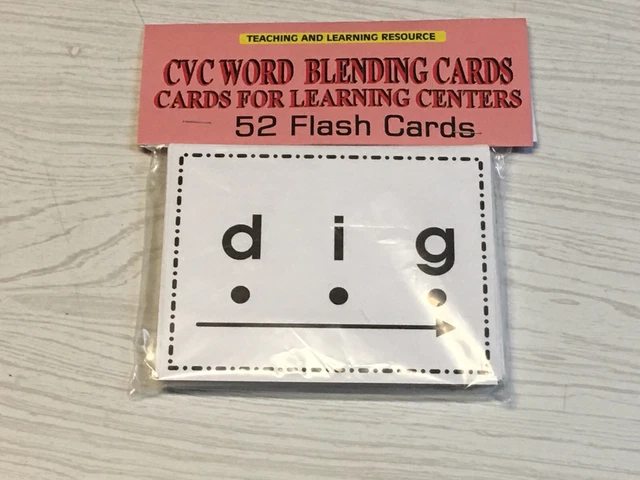 TEACHING AND LEARNING RESOURCE
CVC WORD BLENDING CARDS
CARDS FOR LEARNING CENTERS
52 Flash Cards
d i g